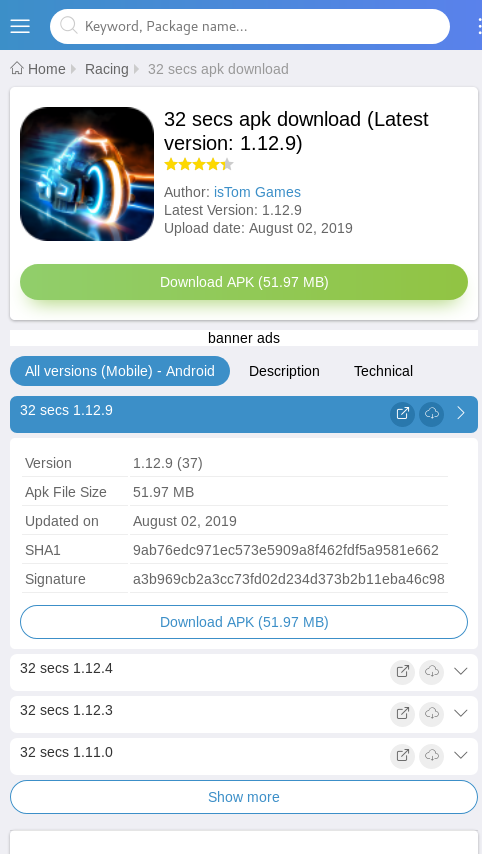 Keyword, Package name...
Home Racing 32 secs apk download
32 secs apk download (Latest
version: 1.12.9)
Author: isTom Games
Latest Version: 1.12.9
Upload date: August 02, 2019
Download APK (51.97 MB)
banner ads
All versions (Mobile) - Android Description Technical
32 secs 1.12.9
Version 1.12.9 (37)
Apk File Size 51.97 MB
Updated on August 02, 2019
SHA1 9ab76edc971ec573e5909a8f462fdf5a9581e662
Signature a3b969cb2a3cc73fd02d234d373b2b11eba46c98
Download APK (51.97 MB)
32 secs 1.12.4
32 secs 1.12.3
32 secs 1.11.0
Show more